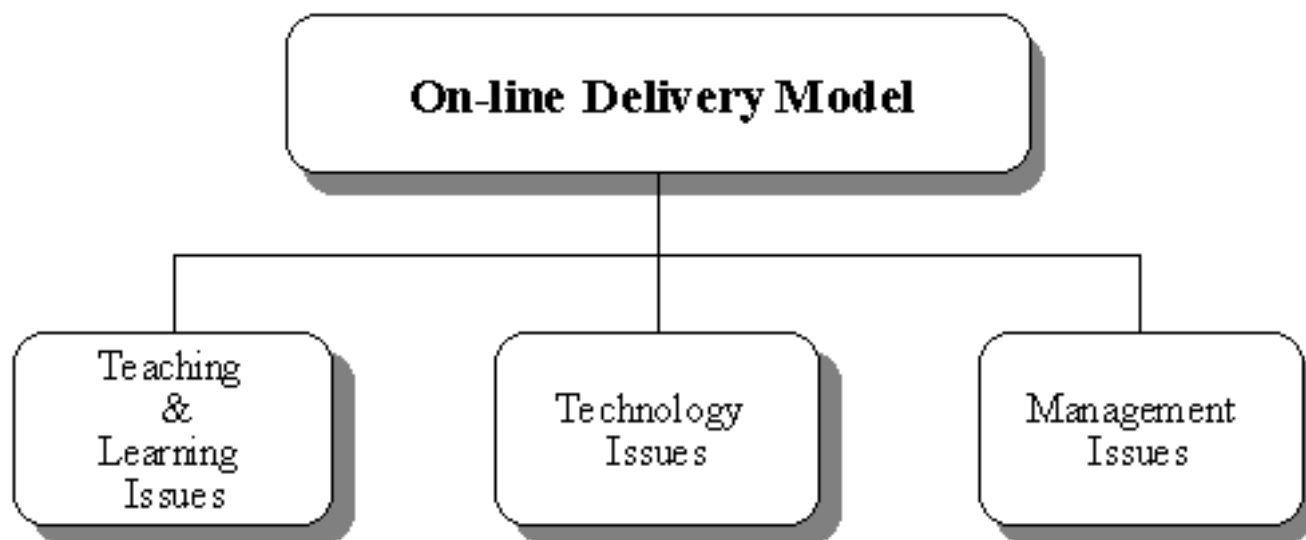 On-line Delivery Model
Teaching
&
Learning
Issues
Technology
Issues
Management
Issues